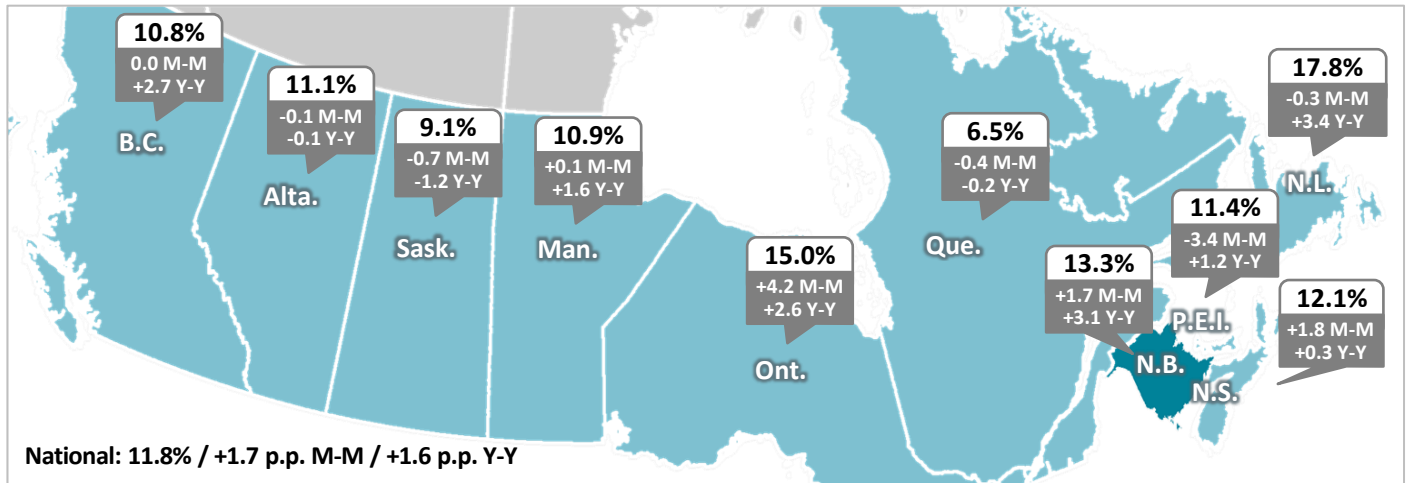 10.8%
0.0 M-M
+2.7 Y-Y
B.C.
11.1%
-0.1 M-M
-0.1 Y-Y
Alta.
9.1%
-0.7 M-M
-1.2 Y-Y
Sask.
10.9%
+0.1 M-M
+1.6 Y-Y
Man.
15.0%
+4.2 M-M
+2.6 Y-Y
Ont.
6.5%
-0.4 M-M
-0.2 Y-Y
Que.
17.8%
-0.3 M-M
+3.4 Y-Y
N.L.
11.4%
-3.4 M-M
+1.2 Y-Y
P.E.I.
13.3%
+1.7 M-M
+3.1 Y-Y
N.B.
12.1%
+1.8 M-M
+0.3 Y-Y
N.S.
National: 11.8% / +1.7 p.p. M-M / +1.6 p.p. Y-Y